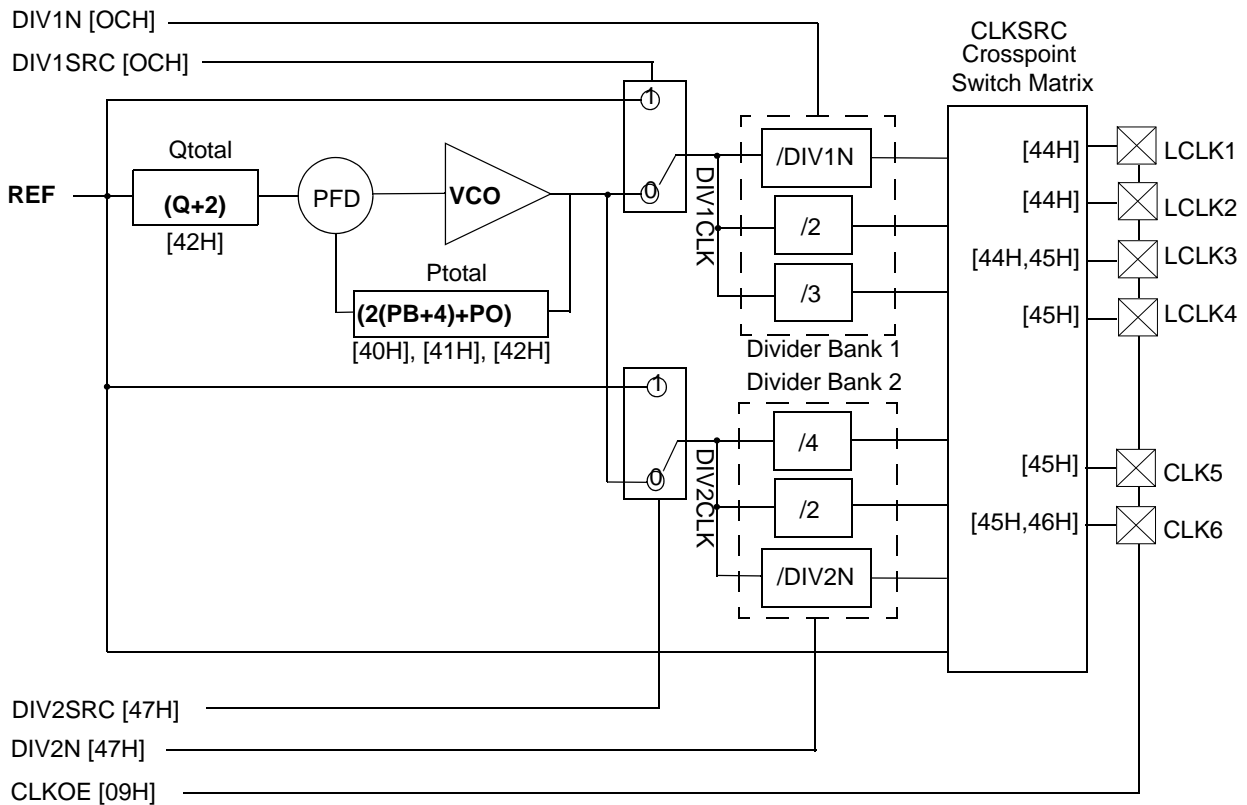 DIV1N [OCH]
DIV1SRC [OCH]
CLKSRC
Crosspoint
Switch Matrix
1
Qtotal
/DIV1N
[44H]
LCLK1
REF
(Q+2)
PFD
VCO
0
DIV1CLK
[44H]
LCLK2
[42H]
/2
[44H,45H]
LCLK3
Ptotal
/3
(2(PB+4)+PO)
[45H]
LCLK4
[40H], [41H], [42H]
Divider Bank 1
Divider Bank 2
1
/4
0
DIV2CLK
[45H]
CLK5
/2
[45H,46H]
CLK6
/DIV2N
DIV2SRC [47H]
DIV2N [47H]
CLKOE [09H]